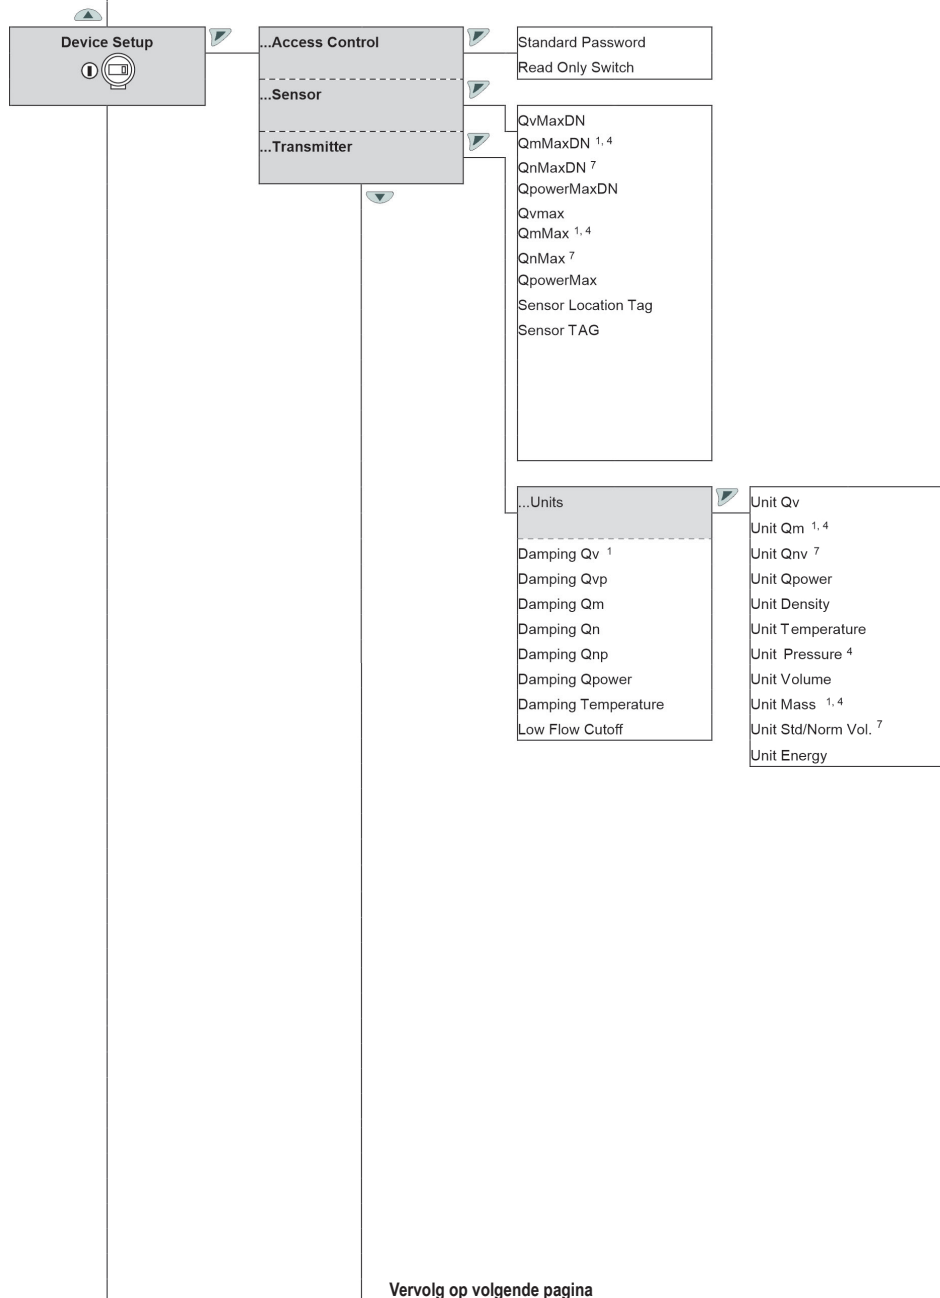 Device Setup
...Access Control
...Sensor
...Transmitter
Standard Password
Read Only Switch
QvMaxDN
QmMaxDN 1, 4
QnMaxDN 7
QpowerMaxDN
Qvmax
QmMax 1, 4
QnMax 7
QpowerMax
Sensor Location Tag
Sensor TAG
...Units
Damping Qv 1
Damping Qvp
Damping Qm
Damping Qn
Damping Qnp
Damping Qpower
Damping Temperature
Low Flow Cutoff
Unit Qv
Unit Qm 1, 4
Unit Qnv 7
Unit Qpower
Unit Density
Unit Temperature
Unit Pressure 4
Unit Volume
Unit Mass 1, 4
Unit Std/Norm Vol. 7
Unit Energy
Vervolg op volgende pagina